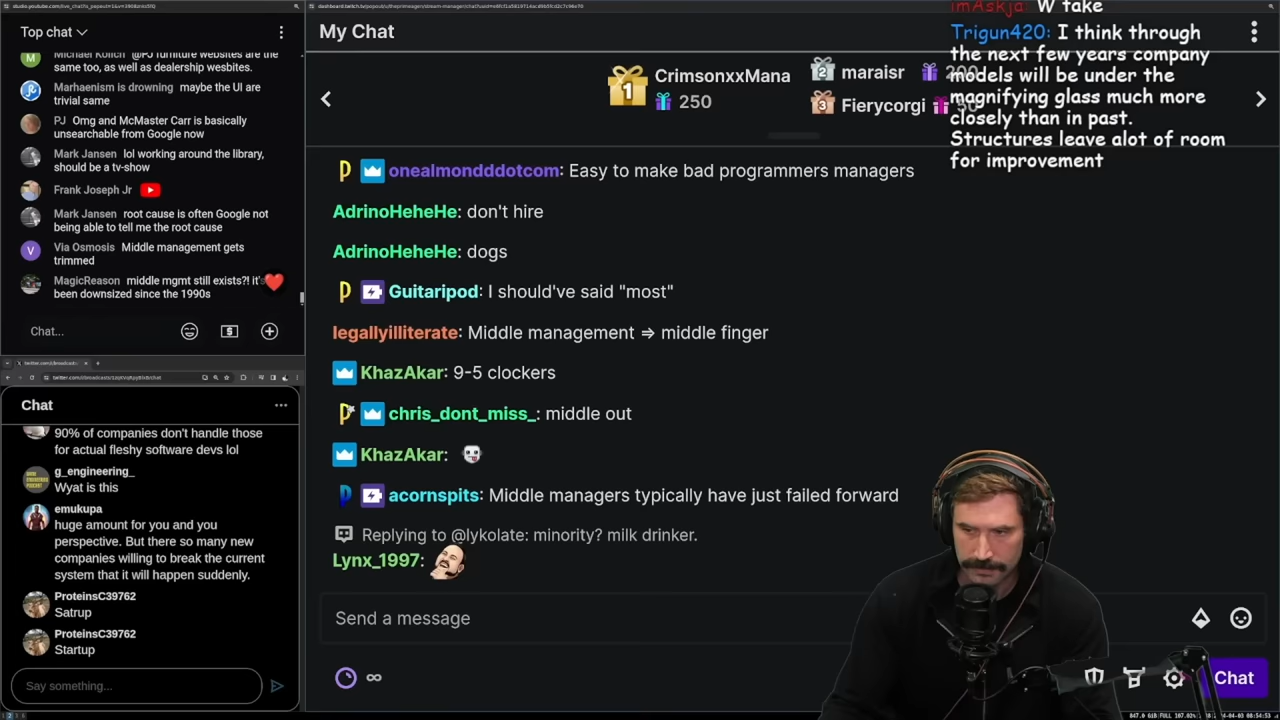 Top chat
Michael Kolich @PJ furniture websites are the
same too, as well as dealership wesbites.
Marhaenism is drowning maybe the UI are
trivial same
PJ Omg and McMaster Carr is basically
unsearchable from Google now
Mark Jansen lol working around the library,
should be a tv-show
Frank Joseph Jr
Mark Jansen root cause is often Google not
being able to tell me the root cause
Via Osmosis Middle management gets
trimmed
MagicReason middle mgmt still exists?! it's
been downsized since the 1990s
Chat...
Chat
90% of companies don't handle those
for actual fleshy software devs lol
g_engineering_
Wyat is this
emukupa
huge amount for you and you
perspective. But there so many new
companies willing to break the current
system that it will happen suddenly.
ProteinsC39762
Satrup
ProteinsC39762
Startup
Say something...
My Chat
1 CrimsonxxMana
250
2 maraisr 200
3 Fierycorgi 50
onealmondddotcom: Easy to make bad programmers managers
AdrinoHeheHe: don't hire
AdrinoHeheHe: dogs
Guitaripod: I should've said "most"
legallyilliterate: Middle management => middle finger
KhazAkar: 9-5 clockers
chris_dont_miss_: middle out
KhazAkar:
acornspits: Middle managers typically have just failed forward
Replying to @lykolate: minority? milk drinker.
Lynx_1997:
Send a message
∞
Chat
imAskja: W take
Trigun420: I think through
the next few years company
models will be under the
magnifying glass much more
closely than in past.
Structures leave alot of room
for improvement